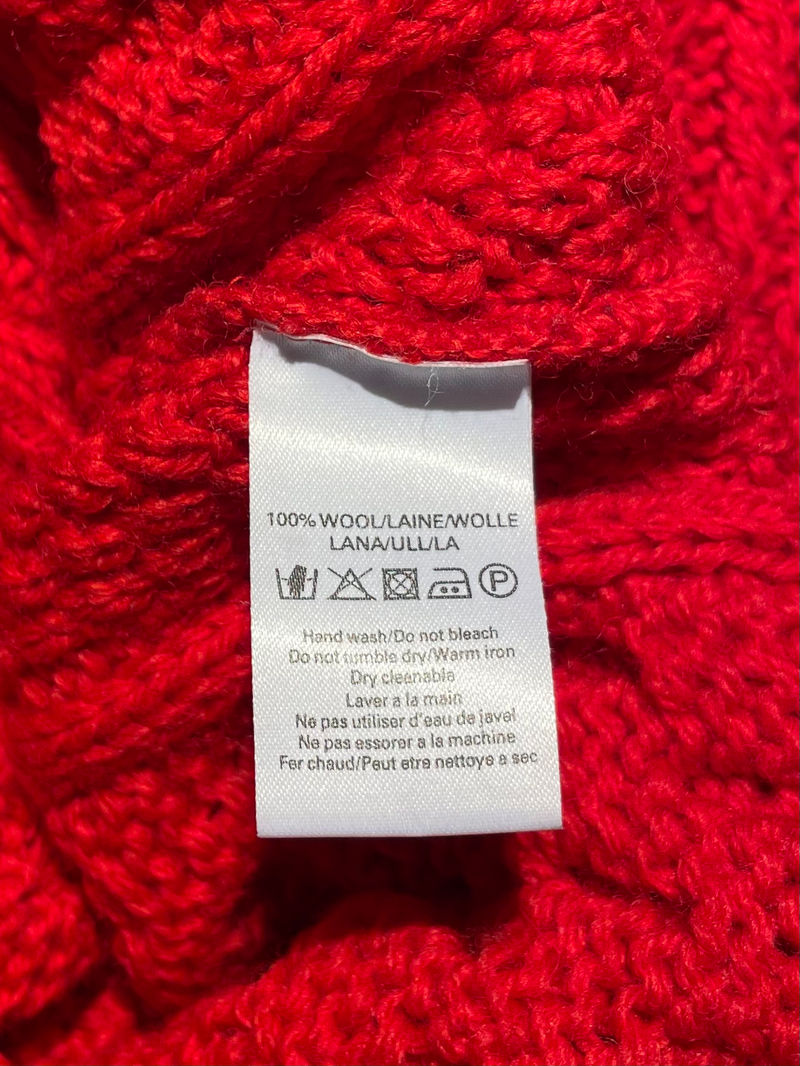 100% WOOL/LAINE/WOLLE
LANA/ULL/LA
P
Hand wash/Do not bleach
Do not tumble dry/Warm iron
Dry cleanable
Laver a la main
Ne pas utiliser d'eau de javel
Ne pas essorer a la machine
Fer chaud/Peut etre nettoye a sec